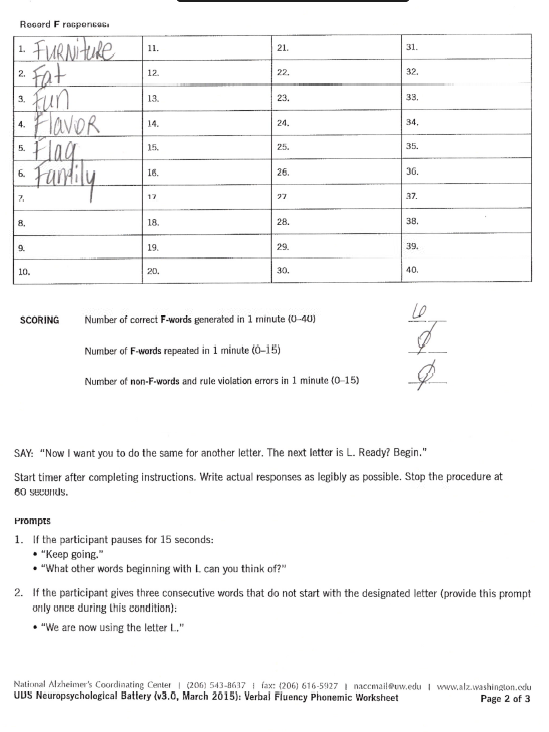 Record F responses:
1. FURNiTURE 11. 21. 31.
2. Fat 12. 22. 32.
3. Fun 13. 23. 33.
4. FlavoR 14. 24. 34.
5. Flag 15. 25. 35.
6. Family 16. 26. 36.
7. 17 27 37.
8. 18. 28. 38.
9. 19. 29. 39.
10. 20. 30. 40.
SCORING Number of correct F-words generated in 1 minute (0–40) 6
Number of F-words repeated in 1 minute (0–15) 0
Number of non-F-words and rule violation errors in 1 minute (0–15) 0
SAY: "Now I want you to do the same for another letter. The next letter is L. Ready? Begin."
Start timer after completing instructions. Write actual responses as legibly as possible. Stop the procedure at
60 seconds.
Prompts
1. If the participant pauses for 15 seconds:
• "Keep going."
• "What other words beginning with L can you think of?"
2. If the participant gives three consecutive words that do not start with the designated letter (provide this prompt
only once during this condition):
• "We are now using the letter L."
National Alzheimer's Coordinating Center | (206) 543-8637 | fax: (206) 616-5927 | naccmail@uw.edu | www.alz.washington.edu
UDS Neuropsychological Battery (v3.0, March 2015): Verbal Fluency Phonemic Worksheet Page 2 of 3